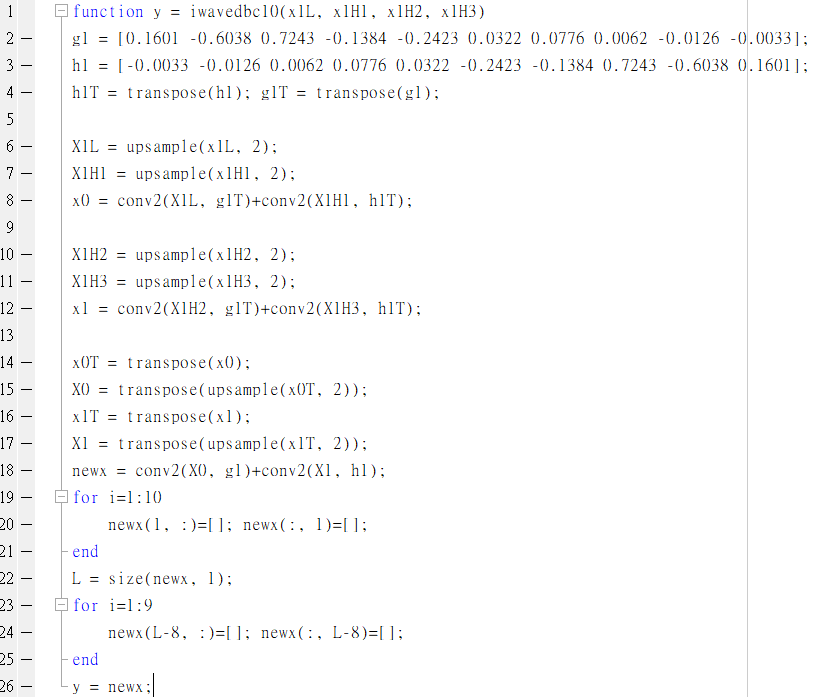 1 function y = iwavedbc10(x1L, x1H1, x1H2, x1H3)
2 – g1 = [0.1601 -0.6038 0.7243 -0.1384 -0.2423 0.0322 0.0776 0.0062 -0.0126 -0.0033];
3 – h1 = [-0.0033 -0.0126 0.0062 0.0776 0.0322 -0.2423 -0.1384 0.7243 -0.6038 0.1601];
4 – h1T = transpose(h1); g1T = transpose(g1);
5
6 – X1L = upsample(x1L, 2);
7 – X1H1 = upsample(x1H1, 2);
8 – x0 = conv2(X1L, g1T)+conv2(X1H1, h1T);
9
10 – X1H2 = upsample(x1H2, 2);
11 – X1H3 = upsample(x1H3, 2);
12 – x1 = conv2(X1H2, g1T)+conv2(X1H3, h1T);
13
14 – x0T = transpose(x0);
15 – X0 = transpose(upsample(x0T, 2));
16 – x1T = transpose(x1);
17 – X1 = transpose(upsample(x1T, 2));
18 – newx = conv2(X0, g1)+conv2(X1, h1);
19 – for i=1:10
20 – newx(1, :)=[]; newx(:, 1)=[];
21 – end
22 – L = size(newx, 1);
23 – for i=1:9
24 – newx(L-8, :)=[]; newx(:, L-8)=[];
25 – end
26 – y = newx;